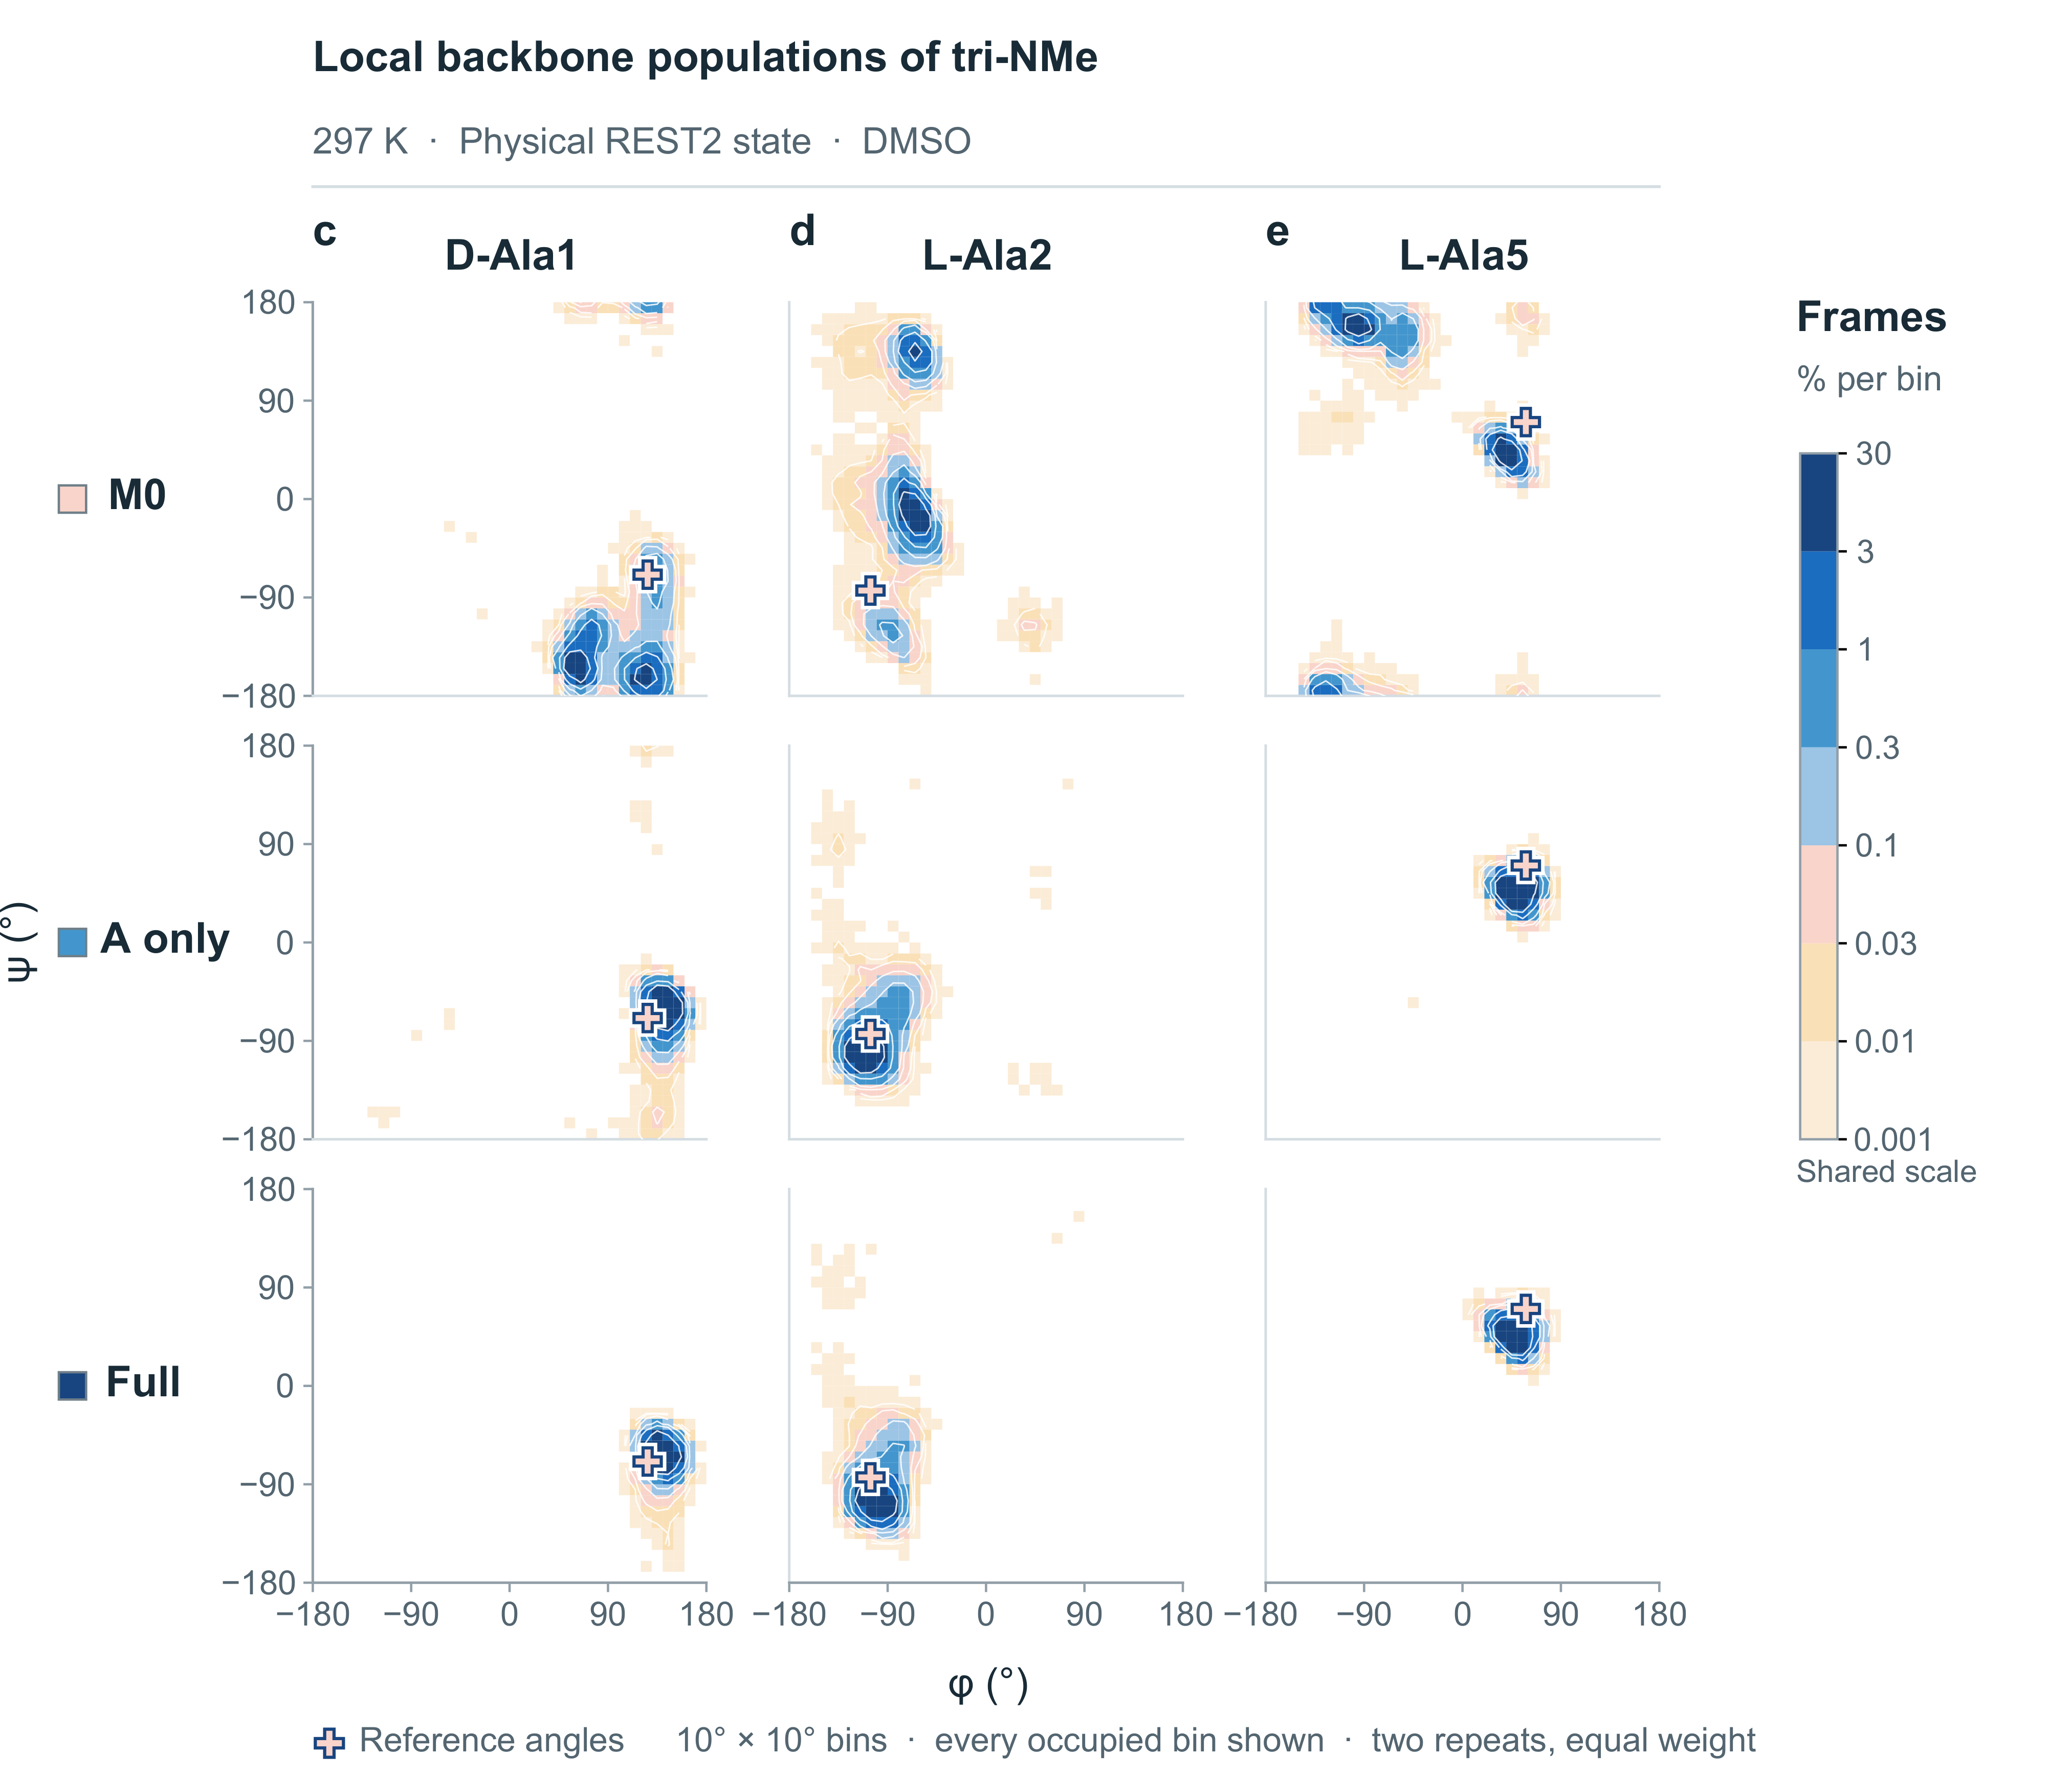 Local backbone populations of tri-NMe
297 K · Physical REST2 state · DMSO
c
D-Ala1
d
L-Ala2
e
L-Ala5
Frames
% per bin
30
3
1
0.3
0.1
0.03
0.01
0.001
Shared scale
M0
180
90
0
−90
−180
A only
180
90
0
−90
−180
Full
180
90
0
−90
−180
ψ (°)
−180 −90 0 90 180
−180 −90 0 90 180
−180 −90 0 90 180
φ (°)
Reference angles
10° × 10° bins · every occupied bin shown · two repeats, equal weight